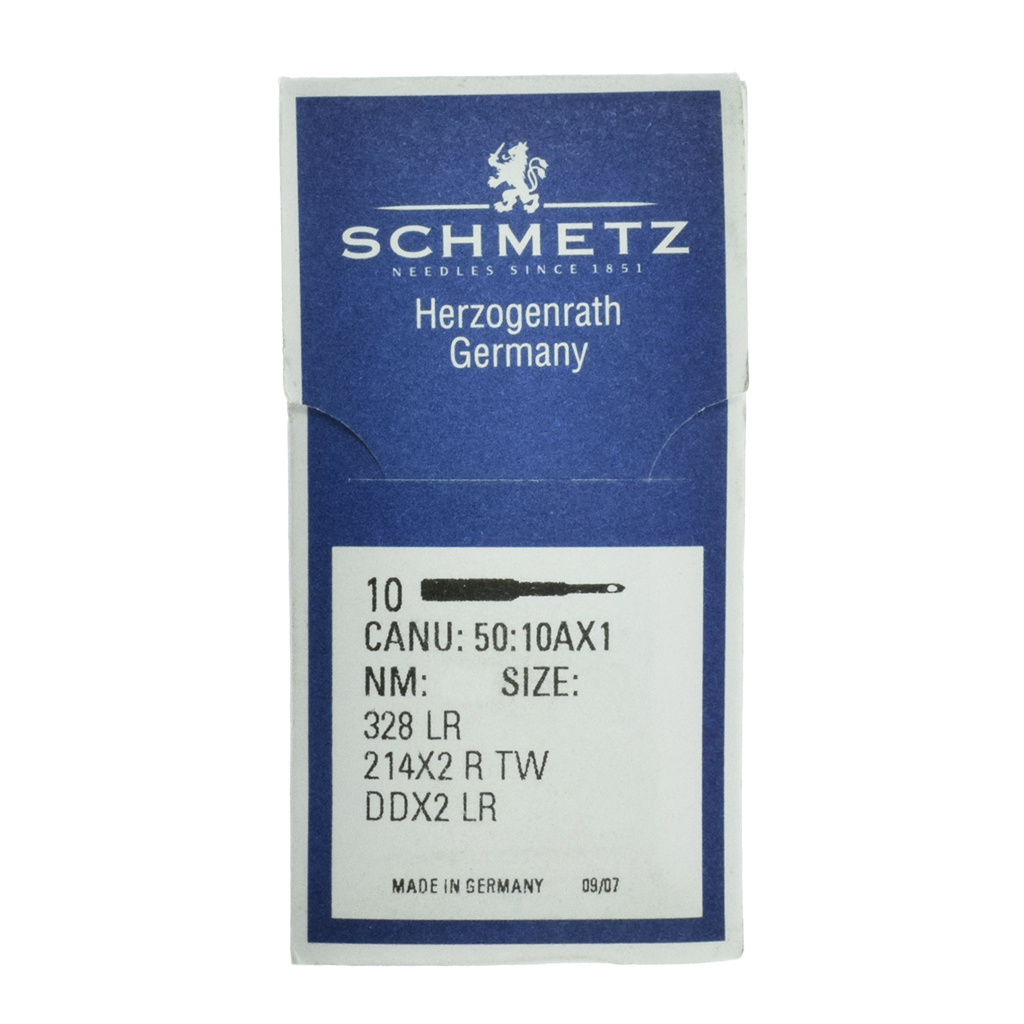 SCHMETZ
NEEDLES SINCE 1851
Herzogenrath
Germany
10
CANU: 50:10AX1
NM: SIZE:
328 LR
214X2 R TW
DDX2 LR
MADE IN GERMANY 09/07